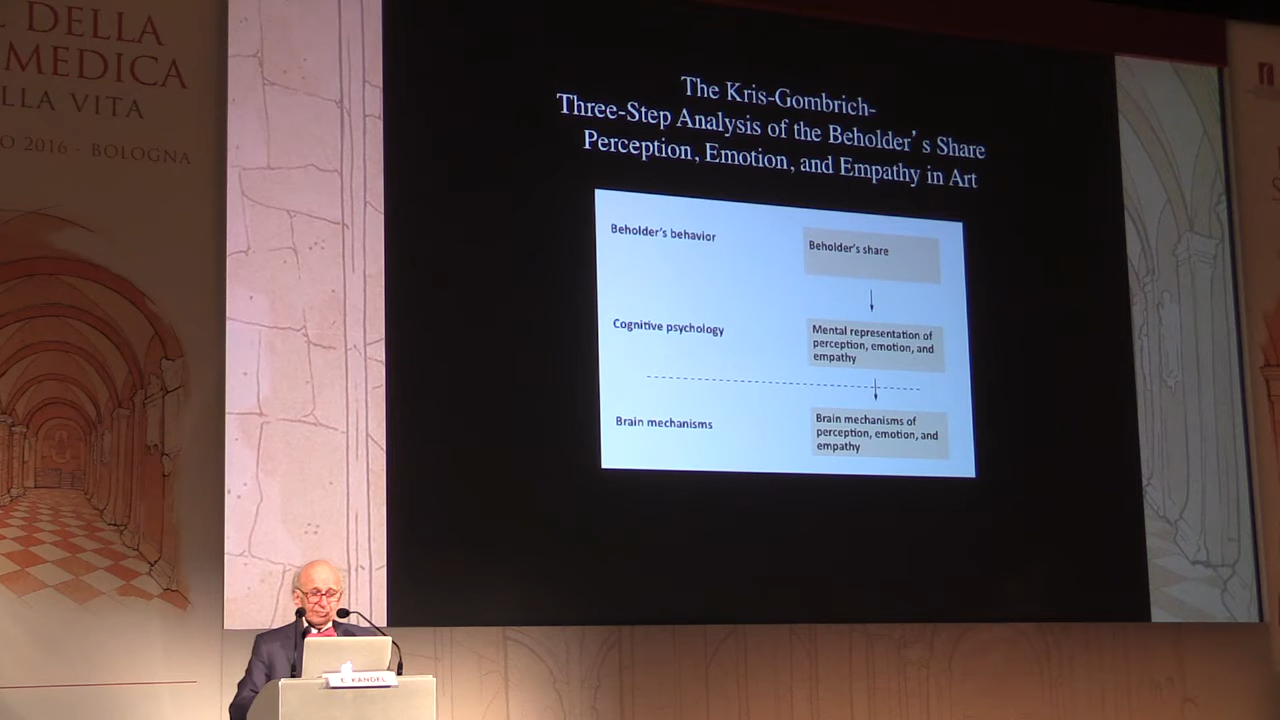 DELLA
MEDICA
LLA VITA
O 2016 - BOLOGNA
The Kris-Gombrich-
Three-Step Analysis of the Beholder's Share
Perception, Emotion, and Empathy in Art
Beholder's behavior
Beholder's share
Cognitive psychology
Mental representation of
perception, emotion, and
empathy
Brain mechanisms
Brain mechanisms of
perception, emotion, and
empathy
E. KANDEL